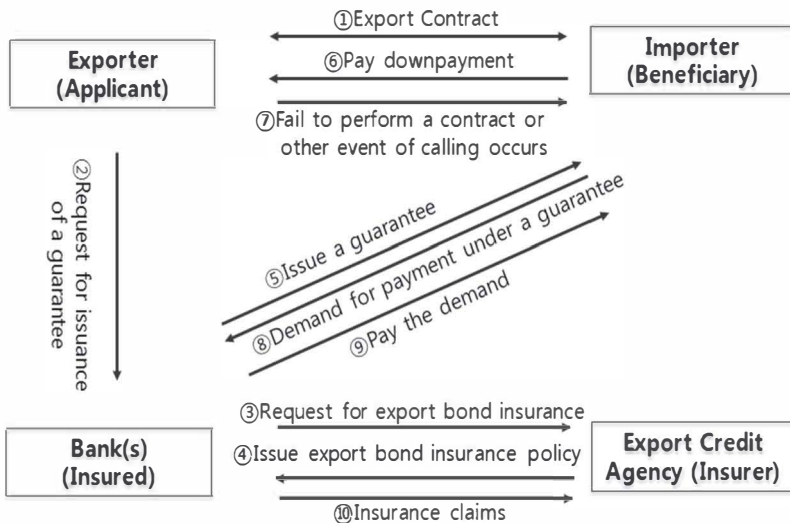 ①Export Contract
Exporter
(Applicant)
Importer
(Beneficiary)
⑥Pay downpayment
⑦Fail to perform a contract or
other event of calling occurs
②Request for issuance
of a guarantee
⑤Issue a guarantee
⑧Demand for payment under a guarantee
⑨Pay the demand
③Request for export bond insurance
Bank(s)
(Insured)
④Issue export bond insurance policy
Export Credit
Agency (Insurer)
⑩Insurance claims